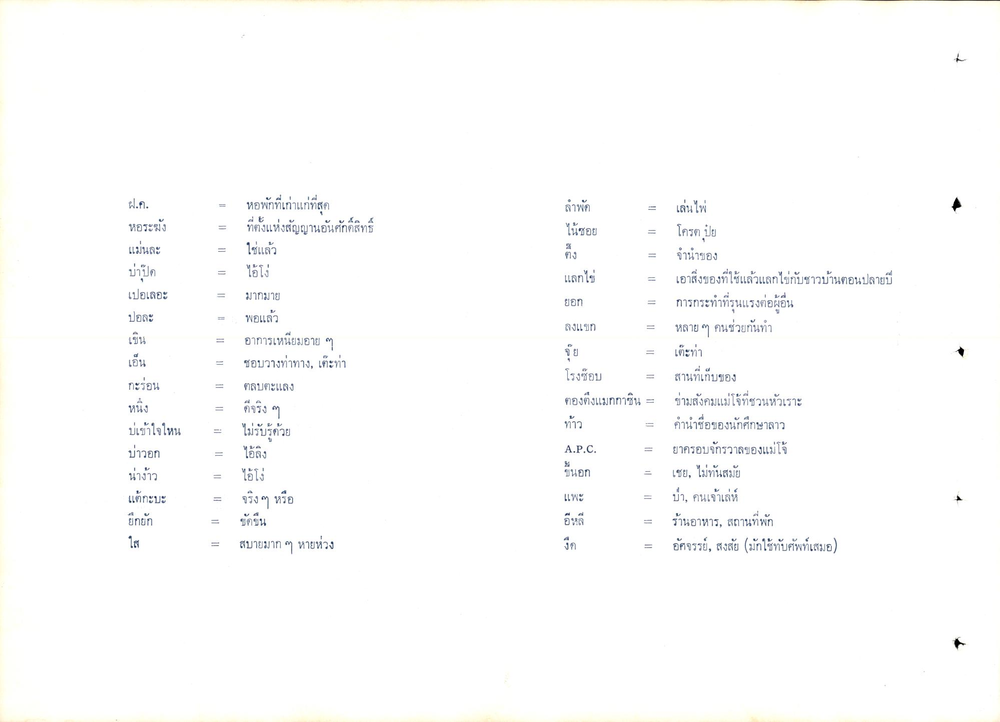 ฝ.ก. = หอพักที่เก่าแก่ที่สุด
หอระฆัง = ที่ตั้งแห่งสัญญานอันศักดิ์สิทธิ์
แม่นละ = ใช่แล้ว
บ่าปุ๊ด = ไอ้โง่
เปอเลอะ = มากมาย
ปอละ = พอแล้ว
เขิน = อาการเหนียมอาย ๆ
เอ็น = ชอบวางท่าทาง, เต๊ะท่า
กะร่อน = ตลบตะแลง
หนิ๋ง = ดีจริง ๆ
บ่เข้าใจใหน = ไม่รับรู้ด้วย
บ่าวอก = ไอ้ลิง
น่าง้าว = ไอ้โง่
แต้กะบะ = จริง ๆ หรือ
ยึกยัก = ขัดขืน
ใส = สบายมาก ๆ หายห่วง
ลำพัด = เล่นไพ่
ไน้ซอย = โครต ปุ๋ย
ตึ๊ง = จำนำของ
แลกไข่ = เอาสิ่งของที่ใช้แล้วแลกไข่กับชาวบ้านตอนปลายปี
ยอก = การกระทำที่รุนแรงต่อผู้อื่น
ลงแขก = หลาย ๆ คนช่วยกันทำ
จุ๊ย = เต๊ะท่า
โรงซ๊อบ = สานที่เก็บของ
ตองตึงแมกกาซิน = ข่ามสังคมแม่โจ้ที่ชวนหัวเราะ
ท้าว = คำนำชื่อของนักศึกษาลาว
A.P.C. = ยาครอบจักรวาลของแม่โจ้
ขี้นอก = เชย, ไม่ทันสมัย
แพะ = ป่า, คนเจ้าเล่ห์
อีหลี = ร้านอาหาร, สถานที่พัก
งืด = อัศจรรย์, สงสัย (มักใช้ทับศัพท์เสมอ)